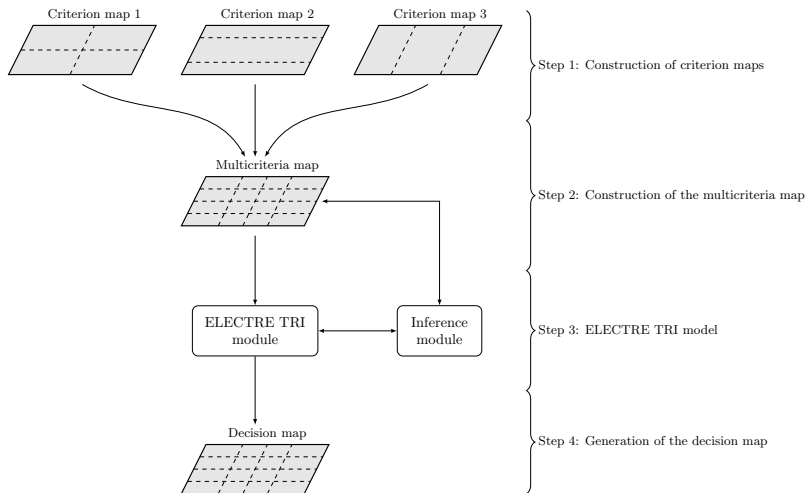 Criterion map 1
Criterion map 2
Criterion map 3
Step 1: Construction of criterion maps
Multicriteria map
Step 2: Construction of the multicriteria map
ELECTRE TRI
module
Inference
module
Step 3: ELECTRE TRI model
Decision map
Step 4: Generation of the decision map